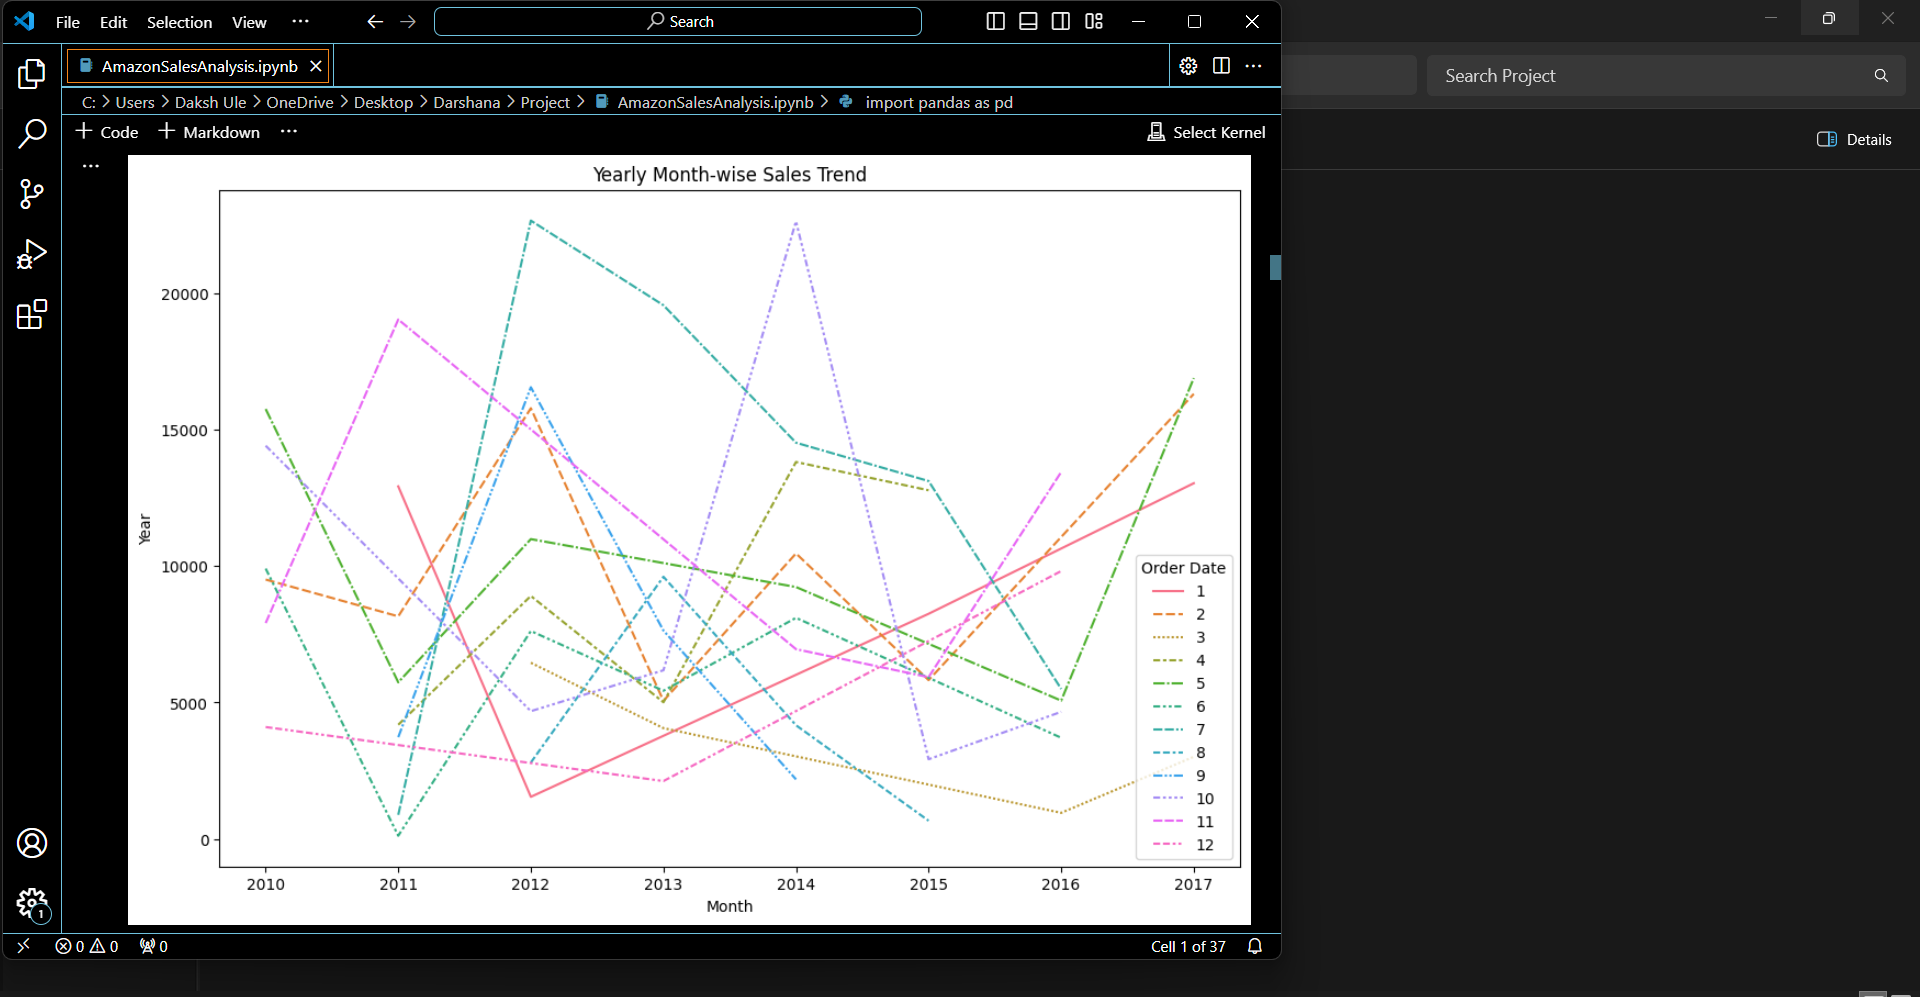 File Edit Selection View ··· Search
AmazonSalesAnalysis.ipynb
C: > Users > Daksh Ule > OneDrive > Desktop > Darshana > Project > AmazonSalesAnalysis.ipynb > import pandas as pd
+ Code + Markdown ··· Select Kernel
Search Project
Details
Yearly Month-wise Sales Trend
20000
15000
10000
5000
0
Year
2010 2011 2012 2013 2014 2015 2016 2017
Month
Order Date
1
2
3
4
5
6
7
8
9
10
11
12
1
0 0 0 Cell 1 of 37